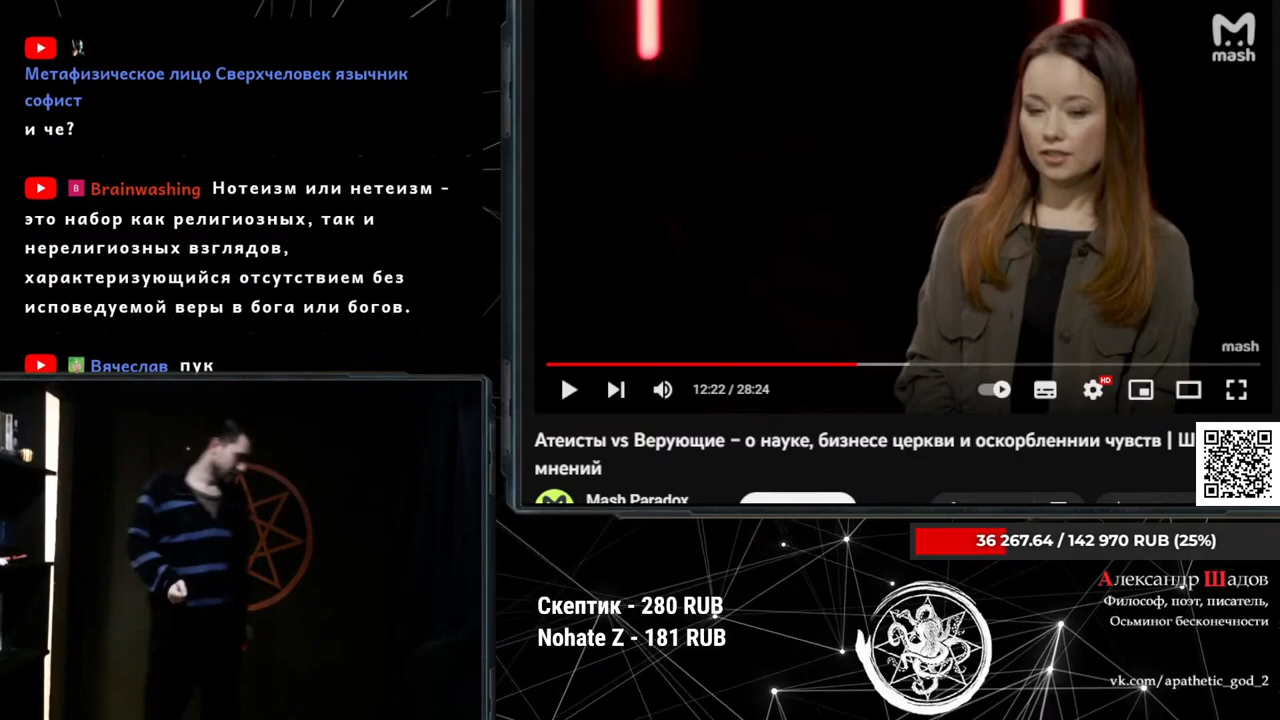 Метафизическое лицо Сверхчеловек язычник
софист
и че?
B Brainwashing Нотеизм или нетеизм -
это набор как религиозных, так и
нерелигиозных взглядов,
характеризующийся отсутствием без
исповедуемой веры в бога или богов.
Вячеслав пук
mash
mash
12:22 / 28:24
HD
Атеисты vs Верующие – о науке, бизнесе церкви и оскорблениии чувств | Ш
мнений
Mash Paradox
36 267.64 / 142 970 RUB (25%)
Скептик - 280 RUB
Nohate Z - 181 RUB
Александр Шадов
Философ, поэт, писатель,
Осьминог бесконечности
vk.com/apathetic_god_2